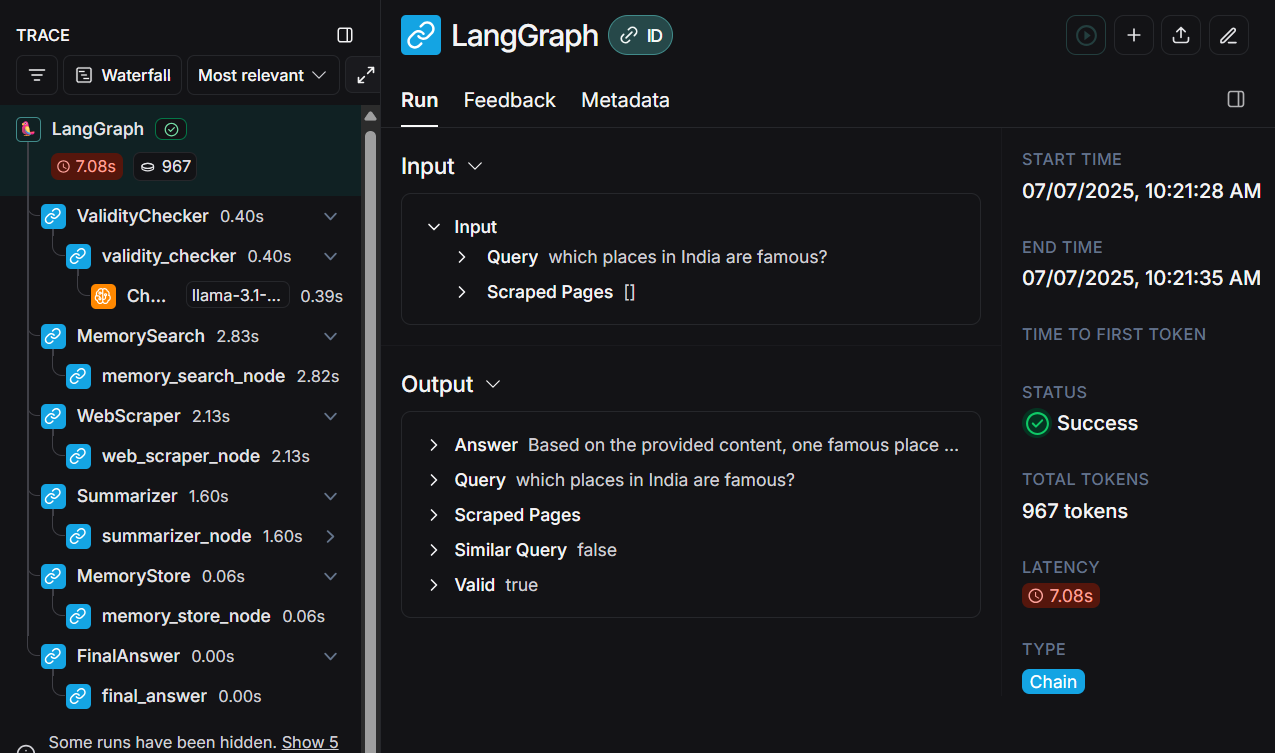 TRACE
Waterfall
Most relevant
LangGraph
7.08s
967
ValidityChecker 0.40s
validity_checker 0.40s
Ch... llama-3.1-... 0.39s
MemorySearch 2.83s
memory_search_node 2.82s
WebScraper 2.13s
web_scraper_node 2.13s
Summarizer 1.60s
summarizer_node 1.60s
MemoryStore 0.06s
memory_store_node 0.06s
FinalAnswer 0.00s
final_answer 0.00s
Some runs have been hidden. Show 5
LangGraph ID
Run Feedback Metadata
Input
Input
Query which places in India are famous?
Scraped Pages []
Output
Answer Based on the provided content, one famous place ...
Query which places in India are famous?
Scraped Pages
Similar Query false
Valid true
START TIME
07/07/2025, 10:21:28 AM
END TIME
07/07/2025, 10:21:35 AM
TIME TO FIRST TOKEN
STATUS
Success
TOTAL TOKENS
967 tokens
LATENCY
7.08s
TYPE
Chain